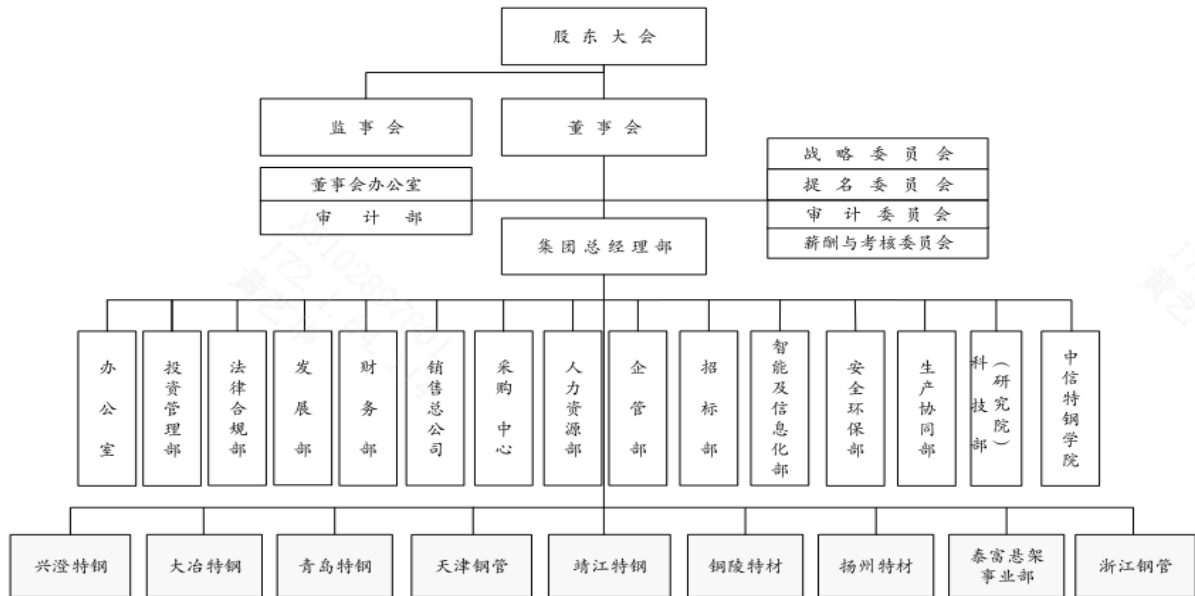 股东大会
监事会
董事会
战略委员会
提名委员会
审计委员会
薪酬与考核委员会
董事会办公室
审计部
集团总经理部
办公室
投资管理部
法律合规部
发展部
财务部
销售总公司
采购中心
人力资源部
企管部
招标部
智能及信息化部
安全环保部
生产协同部
科技部
（研究院）
中信特钢学院
兴澄特钢
大冶特钢
青岛特钢
天津钢管
靖江特钢
铜陵特材
扬州特材
泰富悬架
事业部
浙江钢管